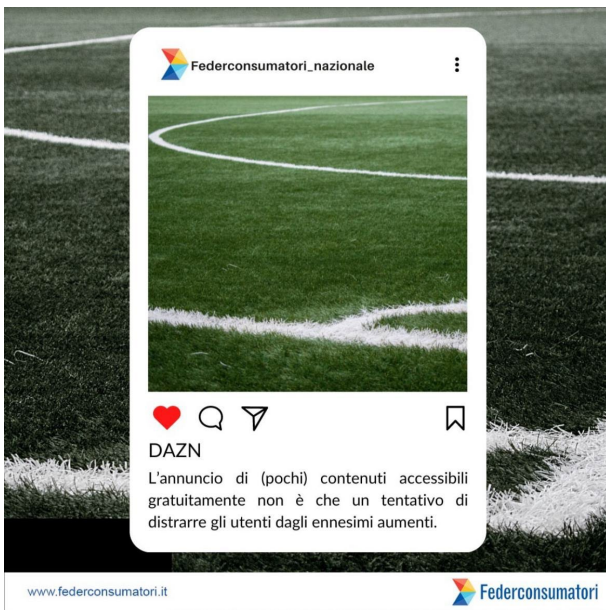 Federconsumatori_nazionale
DAZN
L'annuncio di (pochi) contenuti accessibili
gratuitamente non è che un tentativo di
distrarre gli utenti dagli ennesimi aumenti.
www.federconsumatori.it
Federconsumatori